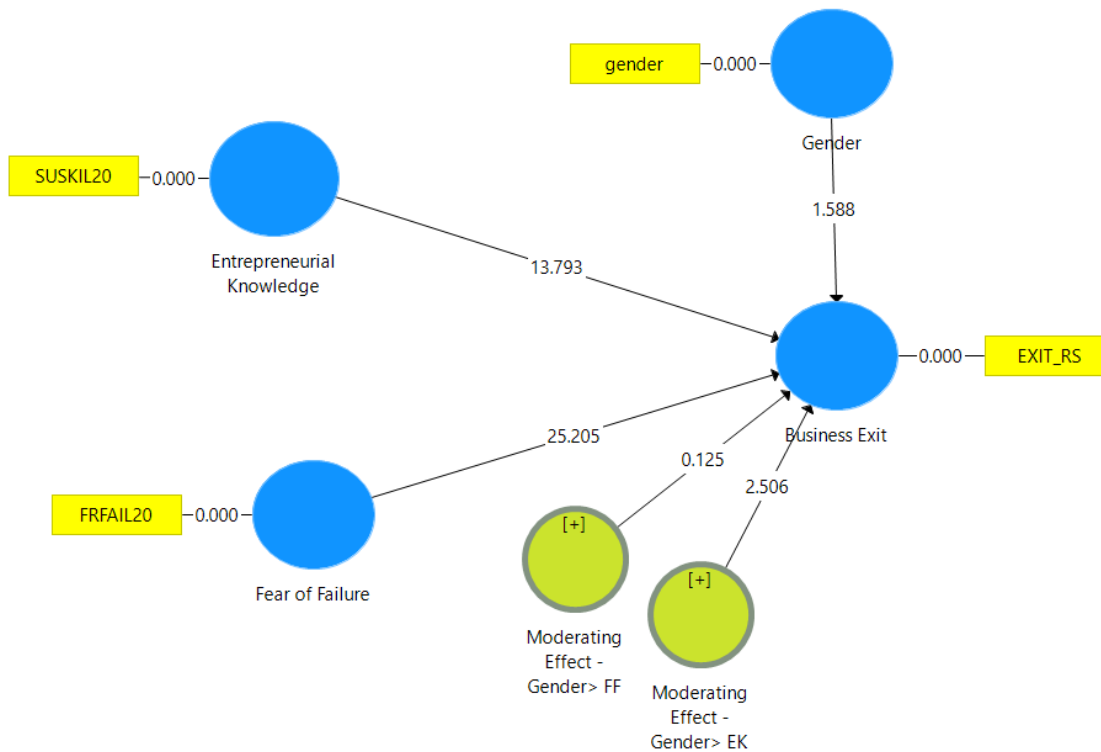 gender
0.000
Gender
SUSKIL20
0.000
1.588
Entrepreneurial
Knowledge
13.793
0.000
EXIT_RS
Business Exit
25.205
0.125
2.506
FRFAIL20
0.000
[+]
[+]
Fear of Failure
Moderating
Effect -
Gender> FF
Moderating
Effect -
Gender> EK